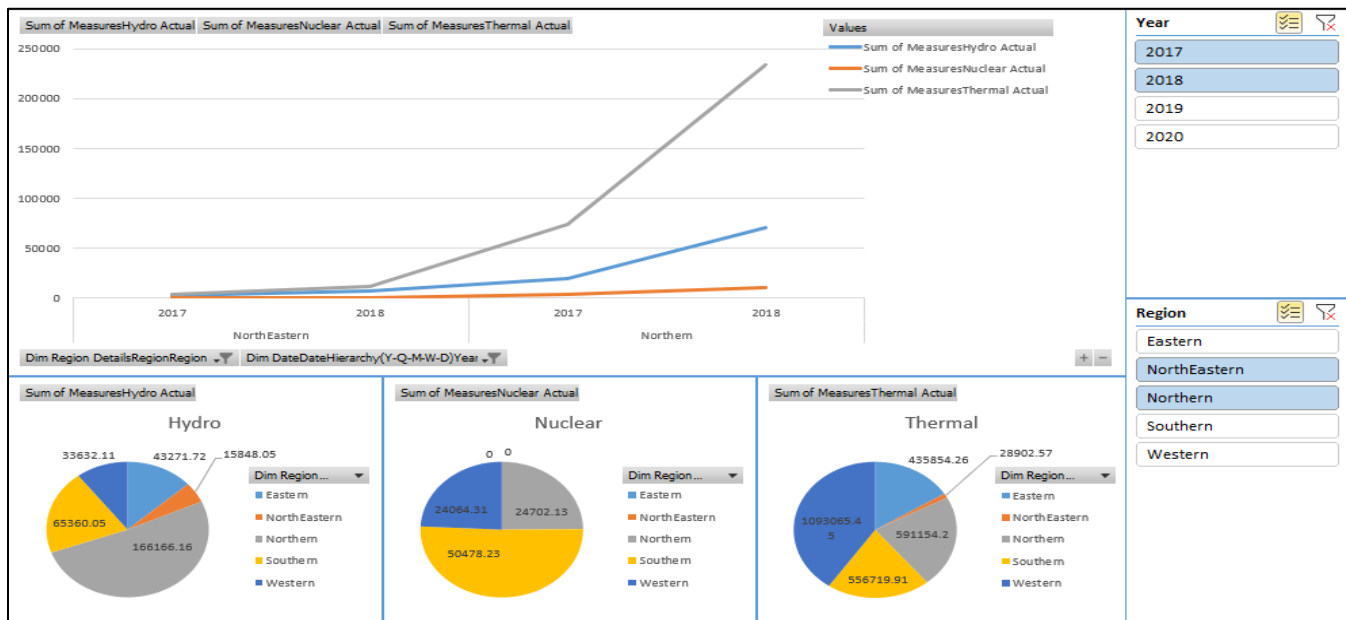 Sum of MeasuresHydro Actual Sum of MeasuresNuclear Actual Sum of MeasuresThermal Actual
Values
Sum of MeasuresHydro Actual
Sum of MeasuresNuclear Actual
Sum of MeasuresThermal Actual
250000
200000
150000
100000
50000
0
2017 2018 2017 2018
NorthEastern Northern
Dim Region DetailsRegionRegion Dim DateDateHierarchy(Y-Q-M-W-D)Year
+ −
Year
2017
2018
2019
2020
Region
Eastern
NorthEastern
Northern
Southern
Western
Sum of MeasuresHydro Actual
Hydro
33632.11 43271.72 15848.05
65360.05
166166.16
Dim Region...
Eastern
NorthEastern
Northern
Southern
Western
Sum of MeasuresNuclear Actual
Nuclear
0 0
24064.31 24702.13
50478.23
Dim Region...
Eastern
NorthEastern
Northern
Southern
Western
Sum of MeasuresThermal Actual
Thermal
435854.26 28902.57
1093065.4
5
591154.2
556719.91
Dim Region...
Eastern
NorthEastern
Northern
Southern
Western